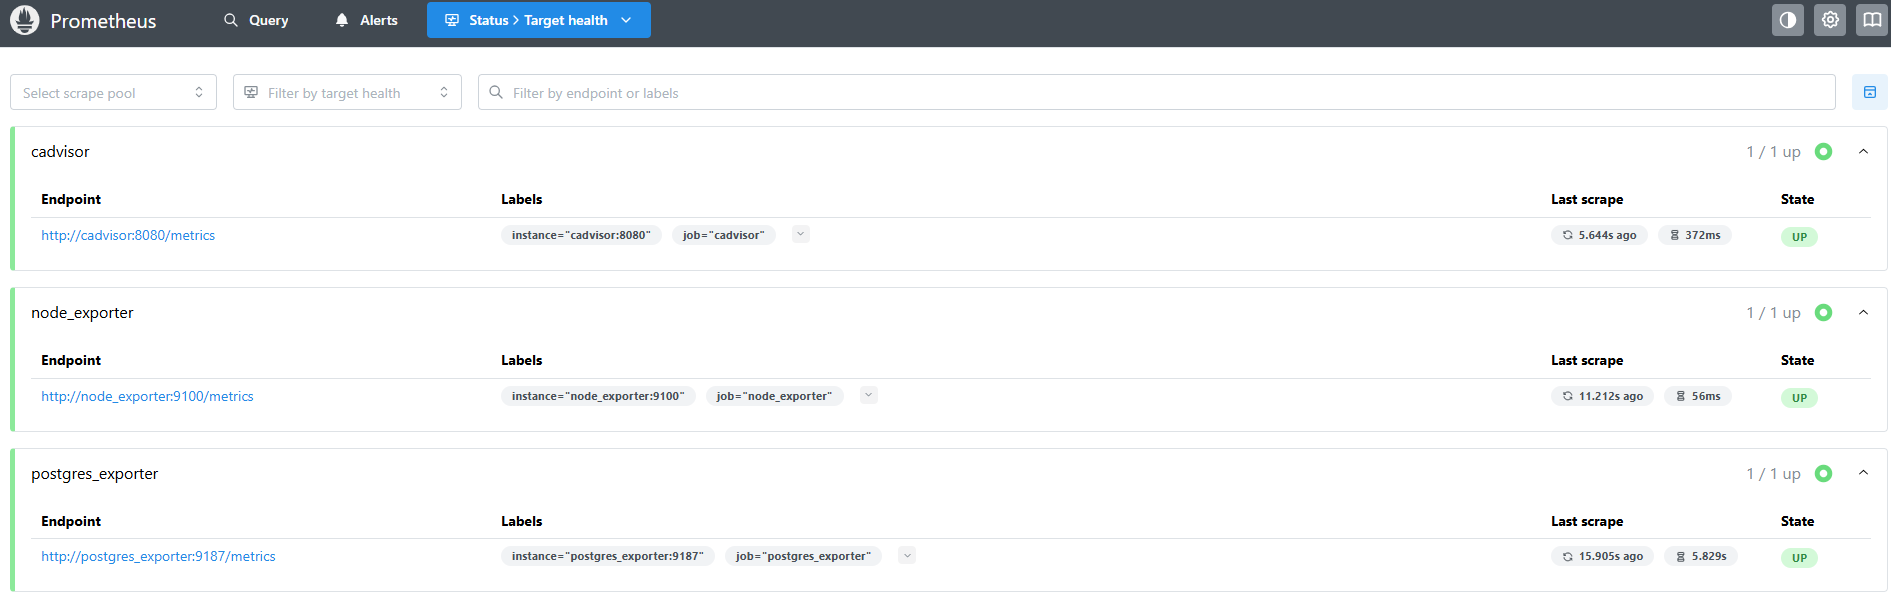 Prometheus Query Alerts Status > Target health
Select scrape pool Filter by target health Filter by endpoint or labels
cadvisor 1 / 1 up
Endpoint Labels Last scrape State
http://cadvisor:8080/metrics instance="cadvisor:8080" job="cadvisor" 5.644s ago 372ms UP
node_exporter 1 / 1 up
Endpoint Labels Last scrape State
http://node_exporter:9100/metrics instance="node_exporter:9100" job="node_exporter" 11.212s ago 56ms UP
postgres_exporter 1 / 1 up
Endpoint Labels Last scrape State
http://postgres_exporter:9187/metrics instance="postgres_exporter:9187" job="postgres_exporter" 15.905s ago 5.829s UP